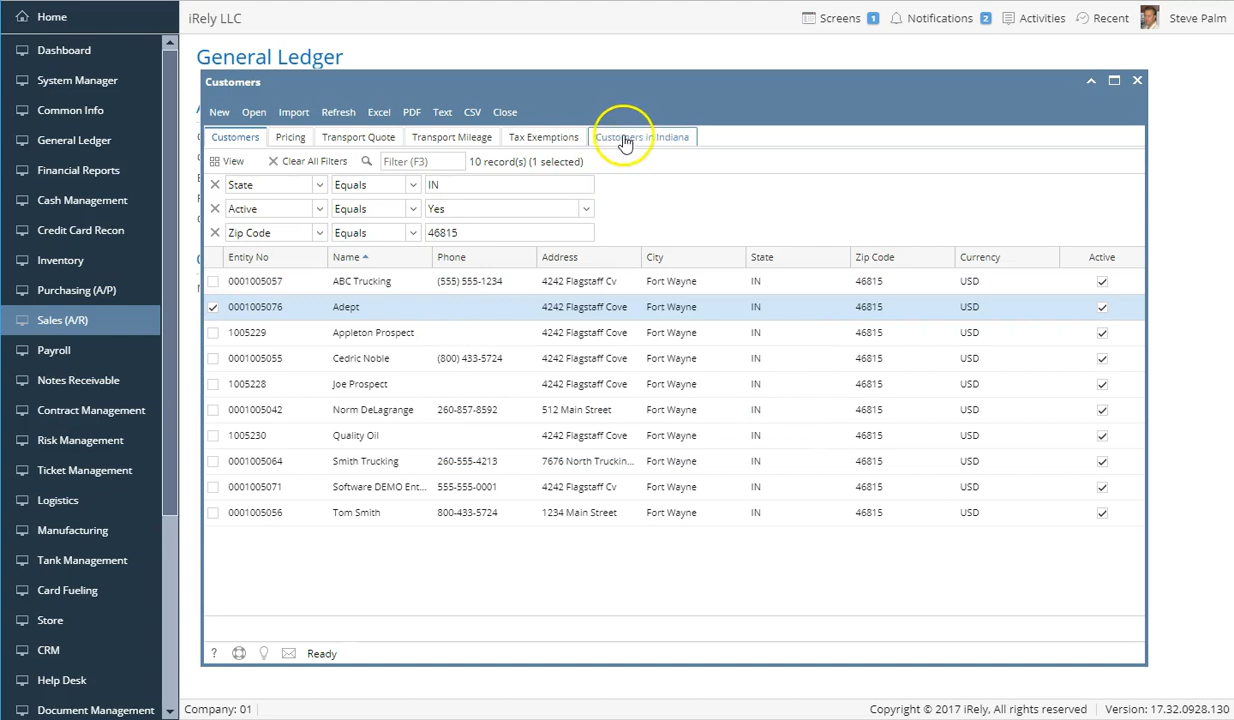 Home
iRely LLC
Screens 1 Notifications 2 Activities Recent Steve Palm
Dashboard
System Manager
Common Info
General Ledger
Financial Reports
Cash Management
Credit Card Recon
Inventory
Purchasing (A/P)
Sales (A/R)
Payroll
Notes Receivable
Contract Management
Risk Management
Ticket Management
Logistics
Manufacturing
Tank Management
Card Fueling
Store
CRM
Help Desk
Document Management
General Ledger
Customers
New Open Import Refresh Excel PDF Text CSV Close
Customers Pricing Transport Quote Transport Mileage Tax Exemptions Customers in Indiana
View Clear All Filters Filter (F3) 10 record(s) (1 selected)
State Equals IN
Active Equals Yes
Zip Code Equals 46815
Entity No Name Phone Address City State Zip Code Currency Active
0001005057 ABC Trucking (555) 555-1234 4242 Flagstaff Cv Fort Wayne IN 46815 USD
0001005076 Adept 4242 Flagstaff Cove Fort Wayne IN 46815 USD
1005229 Appleton Prospect 4242 Flagstaff Cove Fort Wayne IN 46815 USD
0001005055 Cedric Noble (800) 433-5724 4242 Flagstaff Cove Fort Wayne IN 46815 USD
1005228 Joe Prospect 4242 Flagstaff Cove Fort Wayne IN 46815 USD
0001005042 Norm DeLagrange 260-857-8592 512 Main Street Fort Wayne IN 46815 USD
1005230 Quality Oil 4242 Flagstaff Cove Fort Wayne IN 46815 USD
0001005064 Smith Trucking 260-555-4213 7676 North Truckin... Fort Wayne IN 46815 USD
0001005071 Software DEMO Ent... 555-555-0001 4242 Flagstaff Cv Fort Wayne IN 46815 USD
0001005056 Tom Smith 800-433-5724 1234 Main Street Fort Wayne IN 46815 USD
? Ready
Company: 01
Copyright © 2017 iRely, All rights reserved Version: 17.32.0928.130